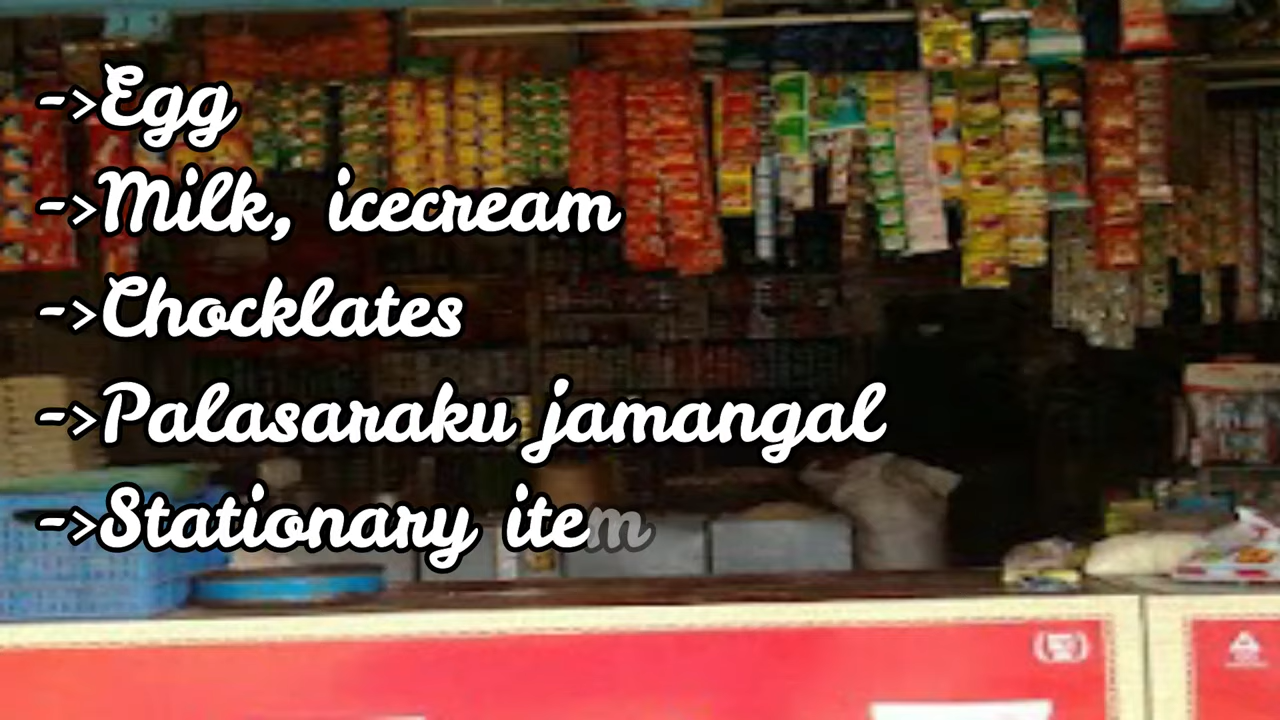 ->Egg
->Milk, icecream
->Chocklates
->Palasaraku jamangal
->Stationary item